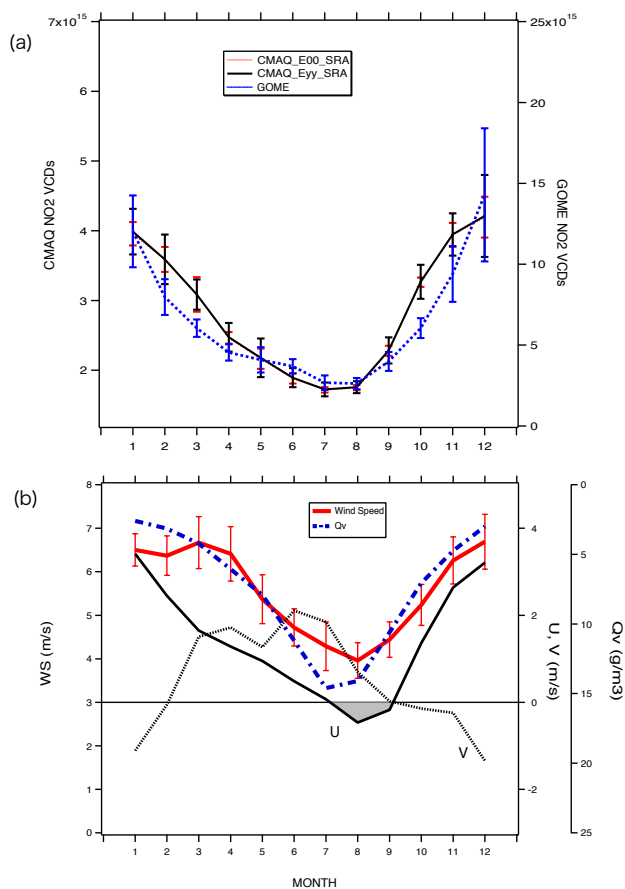 (a)
7x10^15
25x10^15
CMAQ_E00_SRA
CMAQ_Eyy_SRA
GOME
6
5
4
3
2
CMAQ NO2 VCDs
20
15
10
5
0
GOME NO2 VCDs
1 2 3 4 5 6 7 8 9 10 11 12
(b)
8
7
6
5
4
3
2
1
0
WS (m/s)
Wind Speed
Qv
U
V
4
2
0
-2
U, V (m/s)
0
5
10
15
20
25
Qv (g/m3)
1 2 3 4 5 6 7 8 9 10 11 12
MONTH